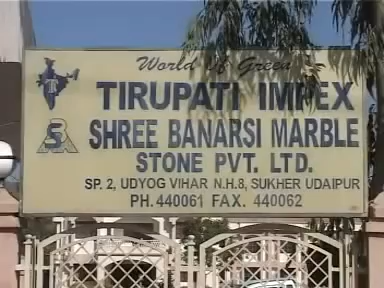 World of Green
TIRUPATI IMPEX
SHREE BANARSI MARBLE
STONE PVT. LTD.
SP. 2, UDYOG VIHAR N.H.8, SUKHER UDAIPUR
PH. 440061 FAX. 440062